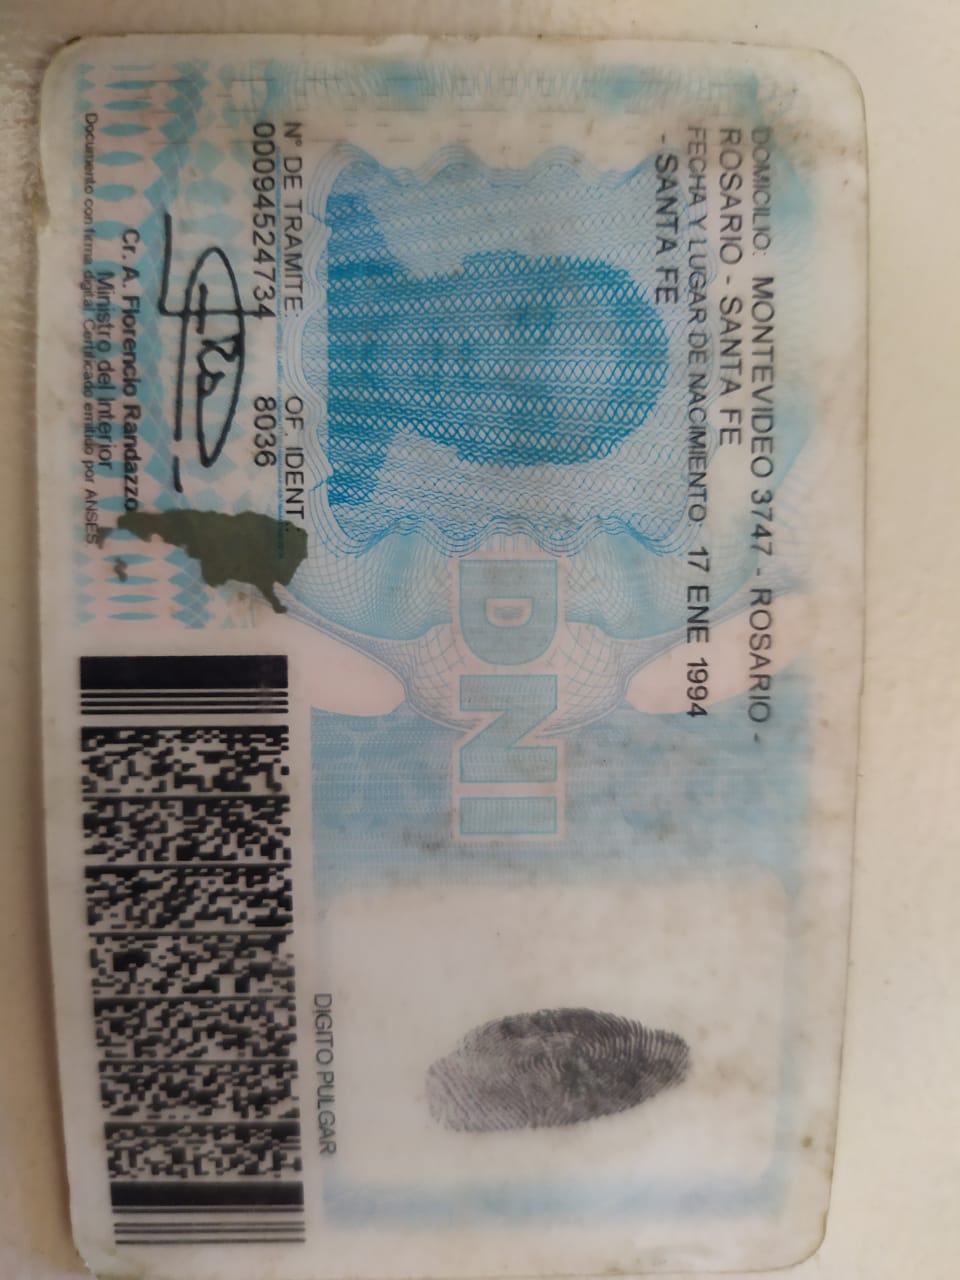 DOMICILIO: MONTEVIDEO 3747 - ROSARIO -
ROSARIO - SANTA FE
FECHA Y LUGAR DE NACIMIENTO: 17 ENE 1994
- SANTA FE
DNI
Nº DE TRAMITE: OF. IDENT.:
00094524734 8036
Cr. A. Florencio Randazzo
Ministro del Interior
Documento con firma digital. Certificado emitido por ANSES.
DIGITO PULGAR